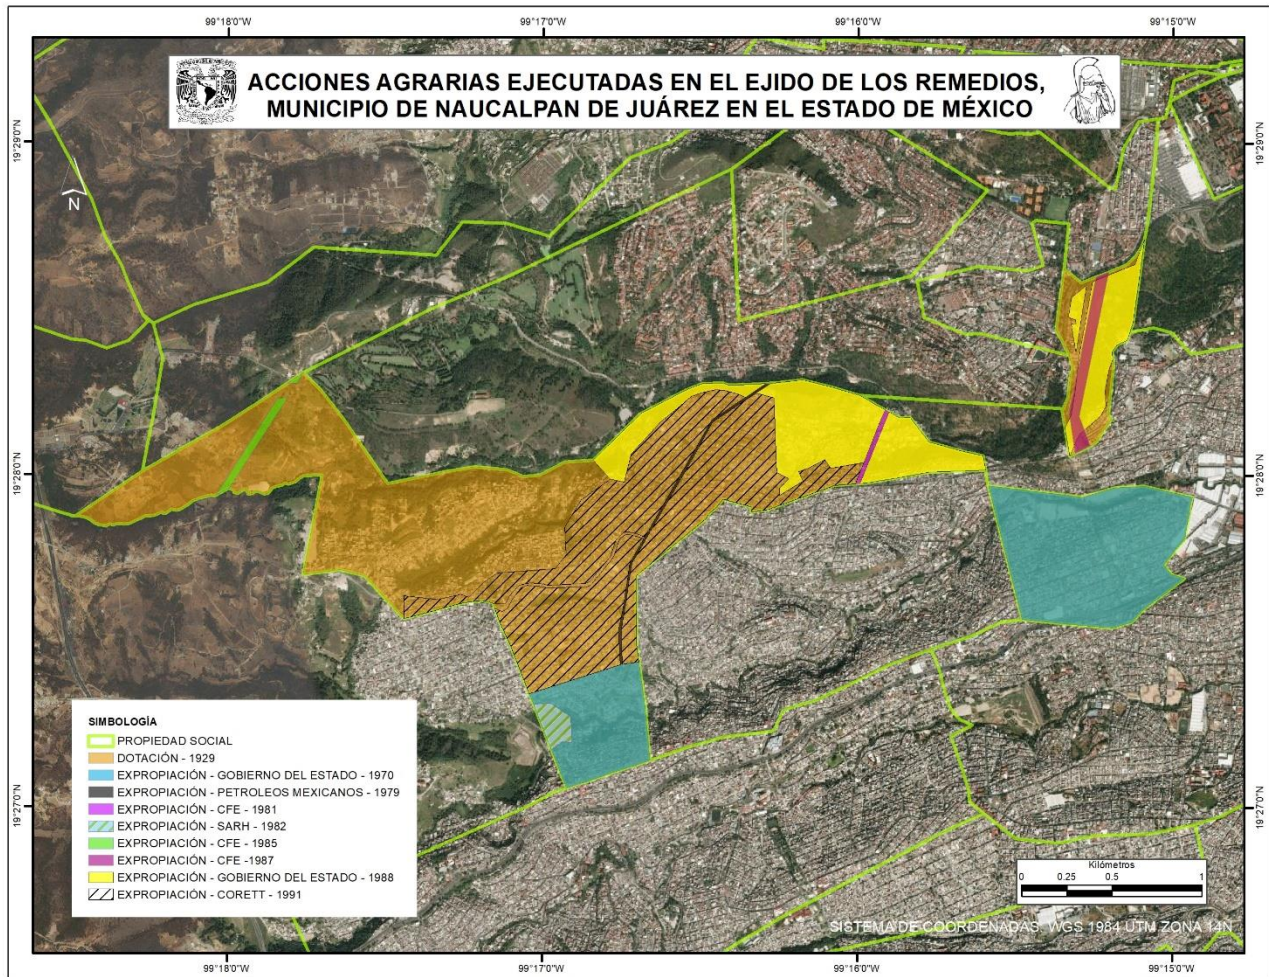 99°18'0"W
99°17'0"W
99°16'0"W
99°15'0"W
ACCIONES AGRARIAS EJECUTADAS EN EL EJIDO DE LOS REMEDIOS,
MUNICIPIO DE NAUCALPAN DE JUÁREZ EN EL ESTADO DE MÉXICO
19°29'0"N
19°29'0"N
N
19°28'0"N
19°28'0"N
SIMBOLOGÍA
PROPIEDAD SOCIAL
DOTACIÓN - 1929
EXPROPIACIÓN - GOBIERNO DEL ESTADO - 1970
EXPROPIACIÓN - PETROLEOS MEXICANOS - 1979
EXPROPIACIÓN - CFE - 1981
EXPROPIACIÓN - SARH - 1982
EXPROPIACIÓN - CFE - 1985
EXPROPIACIÓN - CFE -1987
EXPROPIACIÓN - GOBIERNO DEL ESTADO - 1988
EXPROPIACIÓN - CORETT - 1991
19°27'0"N
19°27'0"N
Kilómetros
0 0.25 0.5 1
SISTEMA DE COORDENADAS: WGS 1984 UTM ZONA 14N
99°18'0"W
99°17'0"W
99°16'0"W
99°15'0"W